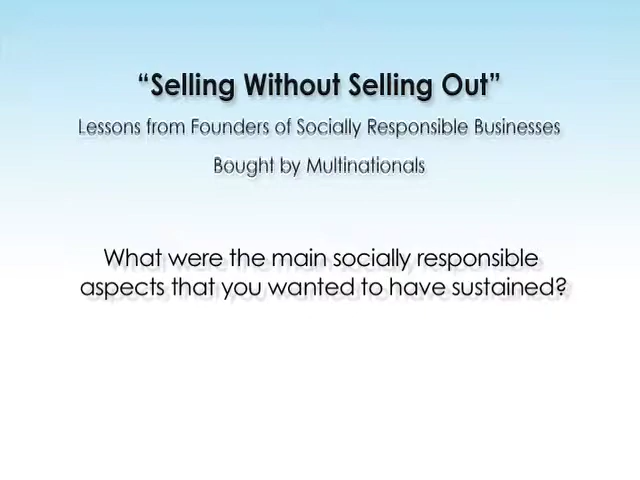 “Selling Without Selling Out”
Lessons from Founders of Socially Responsible Businesses
Bought by Multinationals
What were the main socially responsible
aspects that you wanted to have sustained?